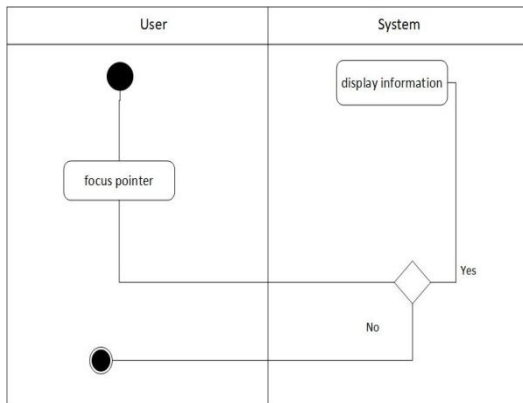 User
System
display information
focus pointer
Yes
No